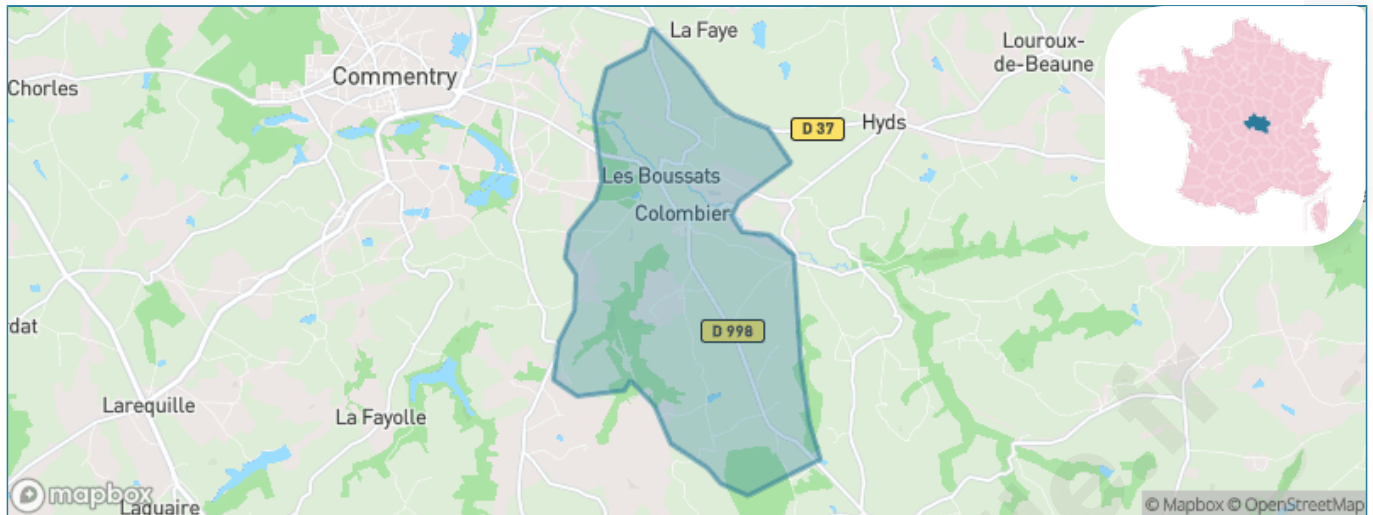 La Faye
Louroux-
de-Beaune
Commentry
Chorles
D 37
Hyds
Les Boussats
Colombier
dat
D 998
Larequille
La Fayolle
mapbox
Laquaire
© Mapbox © OpenStreetMap